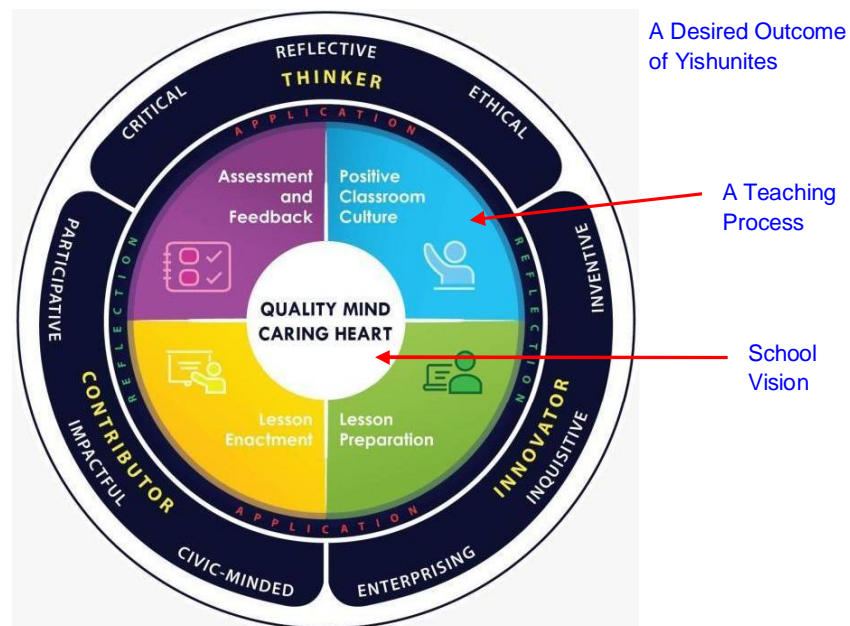 A Desired Outcome
of Yishunites
REFLECTIVE
THINKER
CRITICAL
ETHICAL
APPLICATION
Assessment
and
Feedback
Positive
Classroom
Culture
A Teaching
Process
PARTICIPATIVE
REFLECTION
REFLECTION
INVENTIVE
QUALITY MIND
CARING HEART
School
Vision
Lesson
Enactment
Lesson
Preparation
CONTRIBUTOR
IMPACTFUL
INNOVATOR
INQUISITIVE
APPLICATION
CIVIC-MINDED
ENTERPRISING